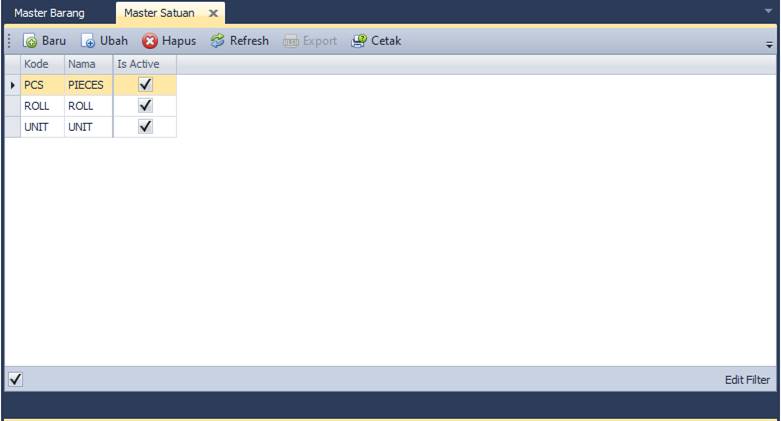 Master Barang Master Satuan
Baru Ubah Hapus Refresh Export Cetak
Kode Nama Is Active
PCS PIECES
ROLL ROLL
UNIT UNIT
Edit Filter